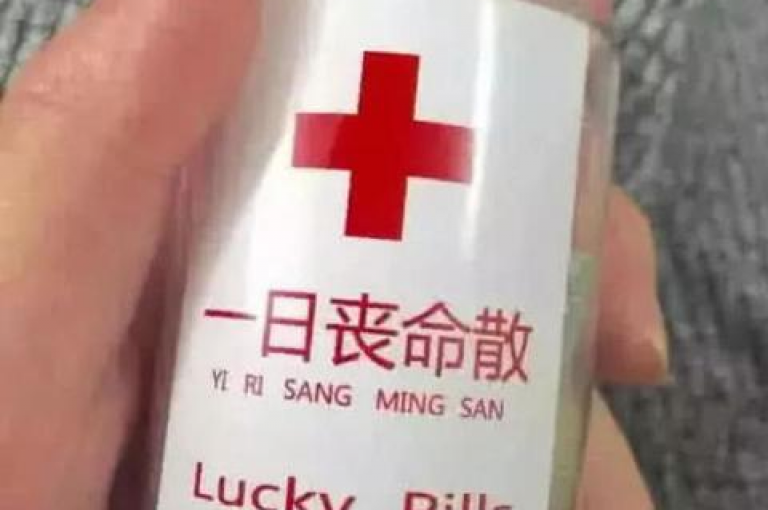 一日丧命散
YI RI SANG MING SAN
Lucky Pills